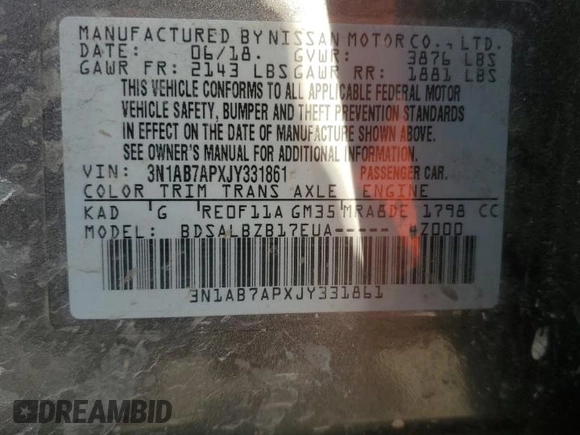 MANUFACTURED BY NISSAN MOTOR CO., LTD.
DATE: 06/18. GVWR: 3876 LBS
GAWR FR: 2143 LBS GAWR RR: 1881 LBS
THIS VEHICLE CONFORMS TO ALL APPLICABLE FEDERAL MOTOR
VEHICLE SAFETY, BUMPER AND THEFT PREVENTION STANDARDS
IN EFFECT ON THE DATE OF MANUFACTURE SHOWN ABOVE.
SEE OWNER'S MANUAL FOR ADDITIONAL INFORMATION.
VIN: 3N1AB7APXJY331861 PASSENGER CAR.
COLOR TRIM TRANS AXLE ENGINE
KAD G RE0F11A GM35 MRA8DE 1798 CC
MODEL: BDSALBZB17EUA----- #Z000
3N1AB7APXJY331861
DREAMBID